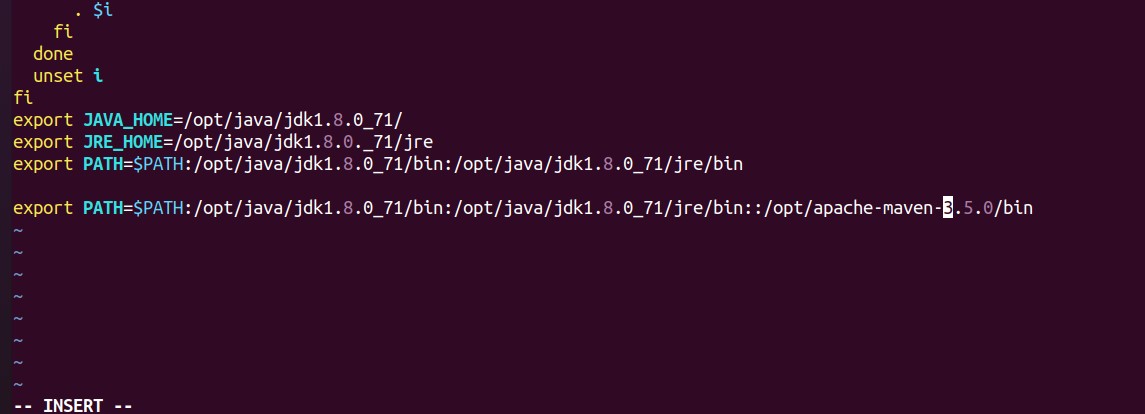 . $i
fi
done
unset i
fi
export JAVA_HOME=/opt/java/jdk1.8.0_71/
export JRE_HOME=/opt/java/jdk1.8.0._71/jre
export PATH=$PATH:/opt/java/jdk1.8.0_71/bin:/opt/java/jdk1.8.0_71/jre/bin
export PATH=$PATH:/opt/java/jdk1.8.0_71/bin:/opt/java/jdk1.8.0_71/jre/bin::/opt/apache-maven-3.5.0/bin
~
~
~
~
~
~
~
~
-- INSERT --